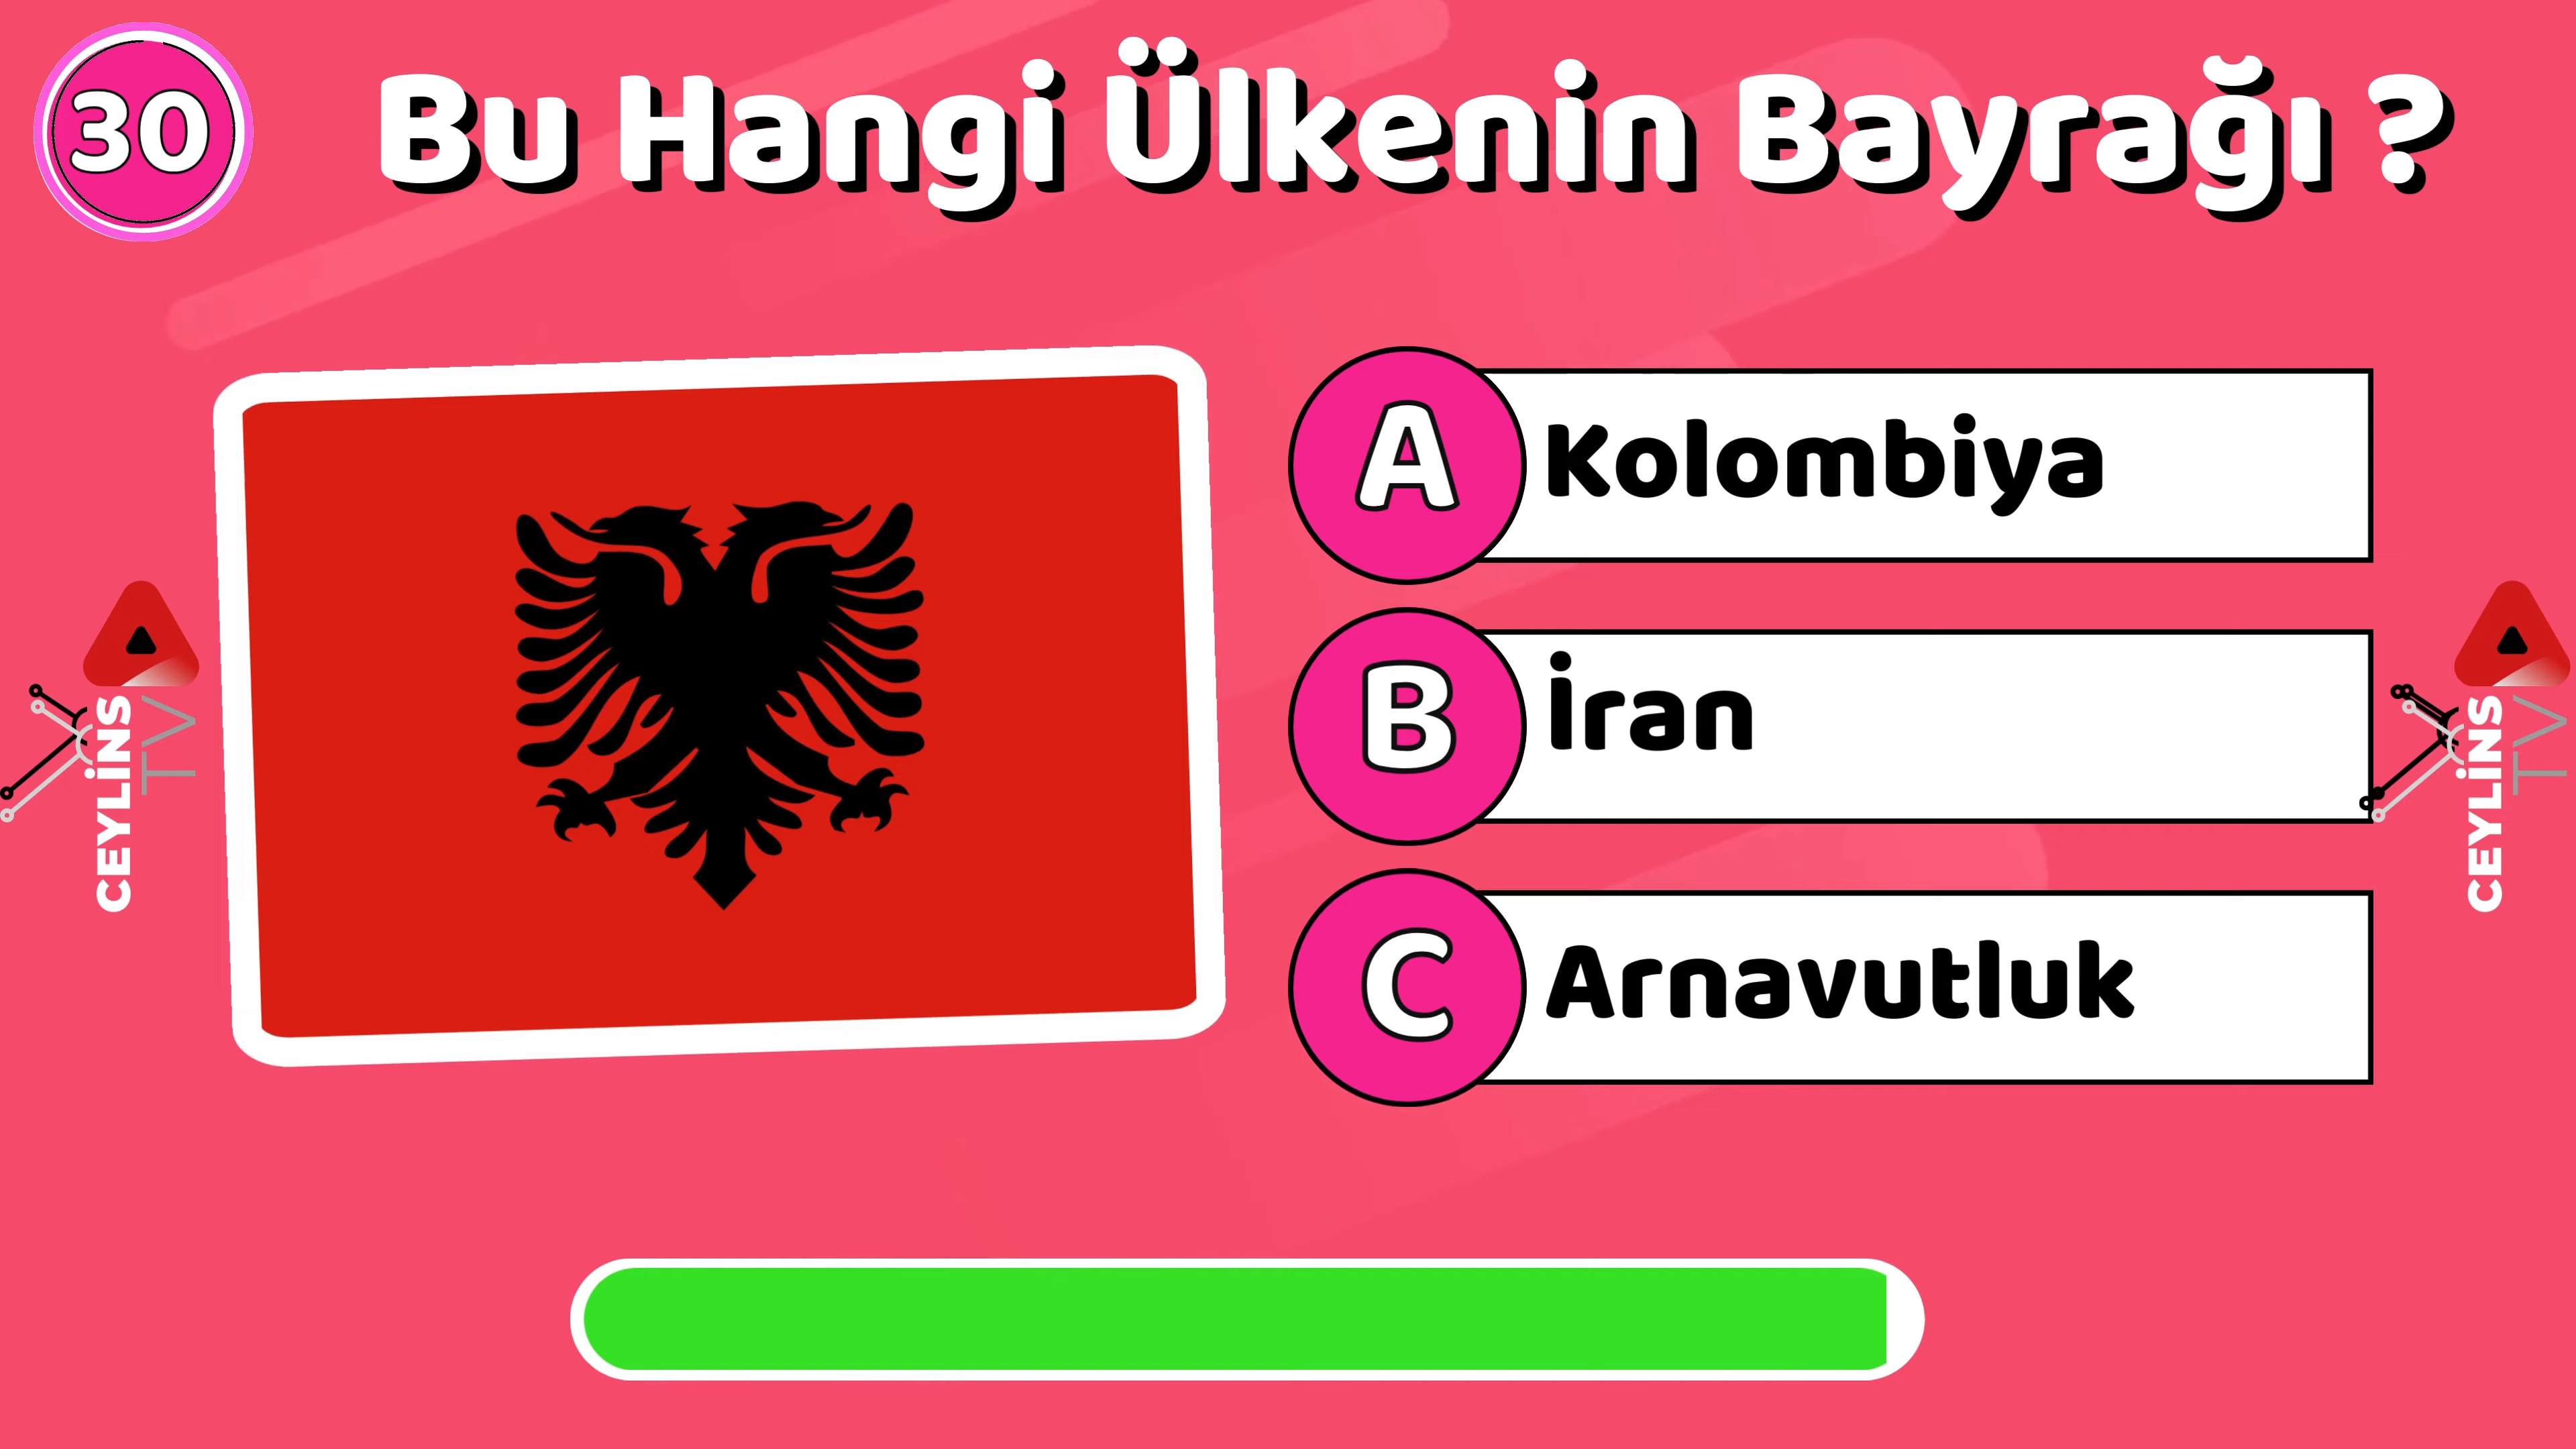 30
Bu Hangi Ülkenin Bayrağı ?
A Kolombiya
B İran
C Arnavutluk
CEYLİNS
TV
CEYLİNS
TV